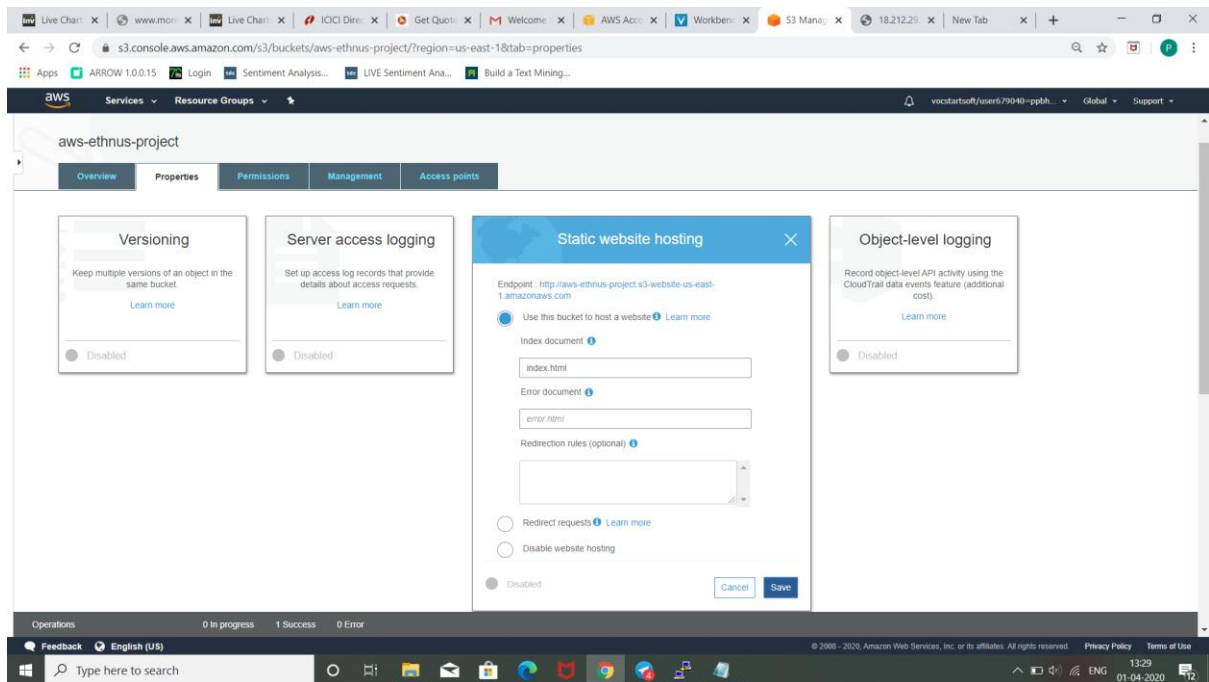 Live Chart
www.mon
Live Chart
ICICI Direc
Get Quote
Welcome
AWS Acco
Workbenc
S3 Manag
18.212.29.
New Tab
s3.console.aws.amazon.com/s3/buckets/aws-ethnus-project/?region=us-east-1&tab=properties
Apps
ARROW 1.0.0.15
Login
Sentiment Analysis...
LIVE Sentiment Ana...
Build a Text Mining...
aws
Services
Resource Groups
vocstartsoft/user679040=ppbh...
Global
Support
aws-ethnus-project
Overview
Properties
Permissions
Management
Access points
Versioning
Keep multiple versions of an object in the
same bucket.
Learn more
Disabled
Server access logging
Set up access log records that provide
details about access requests.
Learn more
Disabled
Static website hosting
Endpoint : http://aws-ethnus-project.s3-website-us-east-
1.amazonaws.com
Use this bucket to host a website Learn more
Index document
index.html
Error document
error.html
Redirection rules (optional)
Redirect requests Learn more
Disable website hosting
Disabled
Cancel
Save
Object-level logging
Record object-level API activity using the
CloudTrail data events feature (additional
cost).
Learn more
Disabled
Operations
0 In progress
1 Success
0 Error
Feedback
English (US)
© 2008 - 2020, Amazon Web Services, Inc. or its affiliates. All rights reserved.
Privacy Policy
Terms of Use
Type here to search
ENG
13:29
01-04-2020